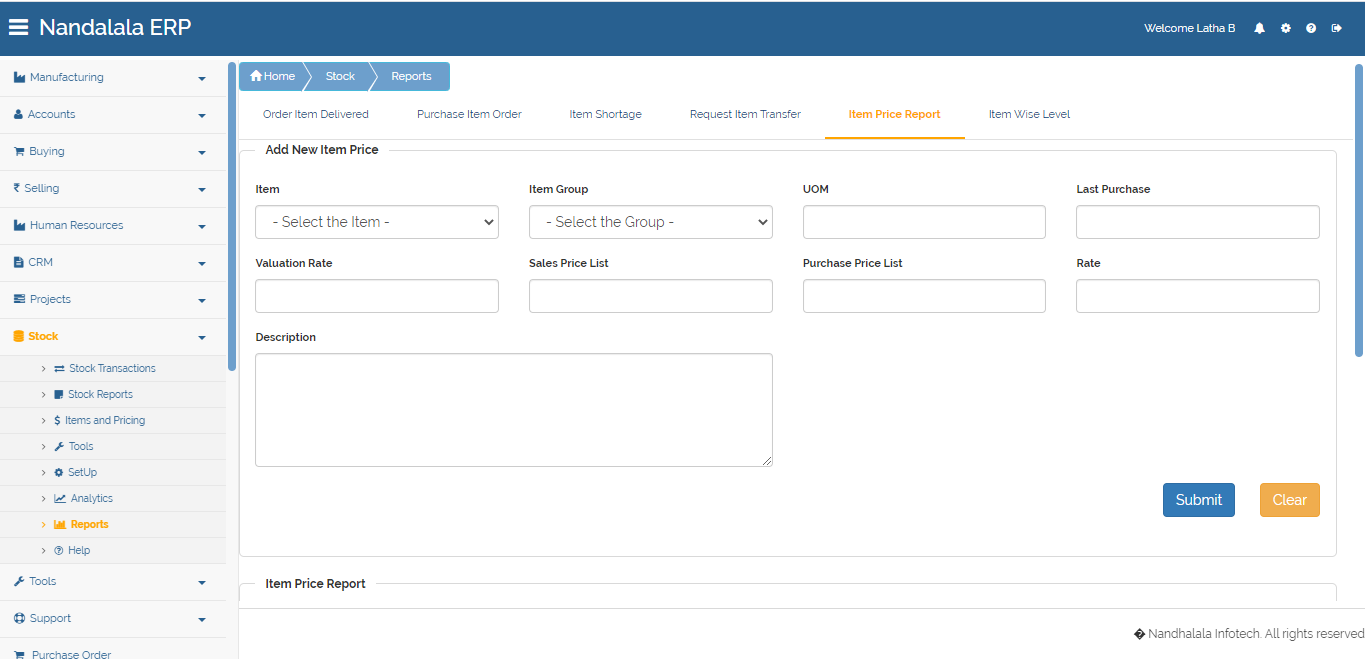 Nandalala ERP
Welcome Latha B
Manufacturing
Accounts
Buying
₹ Selling
Human Resources
CRM
Projects
Stock
Stock Transactions
Stock Reports
$ Items and Pricing
Tools
SetUp
Analytics
Reports
Help
Tools
Support
Purchase Order
Home Stock Reports
Order Item Delivered Purchase Item Order Item Shortage Request Item Transfer Item Price Report Item Wise Level
Add New Item Price
Item Item Group UOM Last Purchase
- Select the Item - - Select the Group -
Valuation Rate Sales Price List Purchase Price List Rate
Description
Submit Clear
Item Price Report
� Nandhalala Infotech. All rights reserved